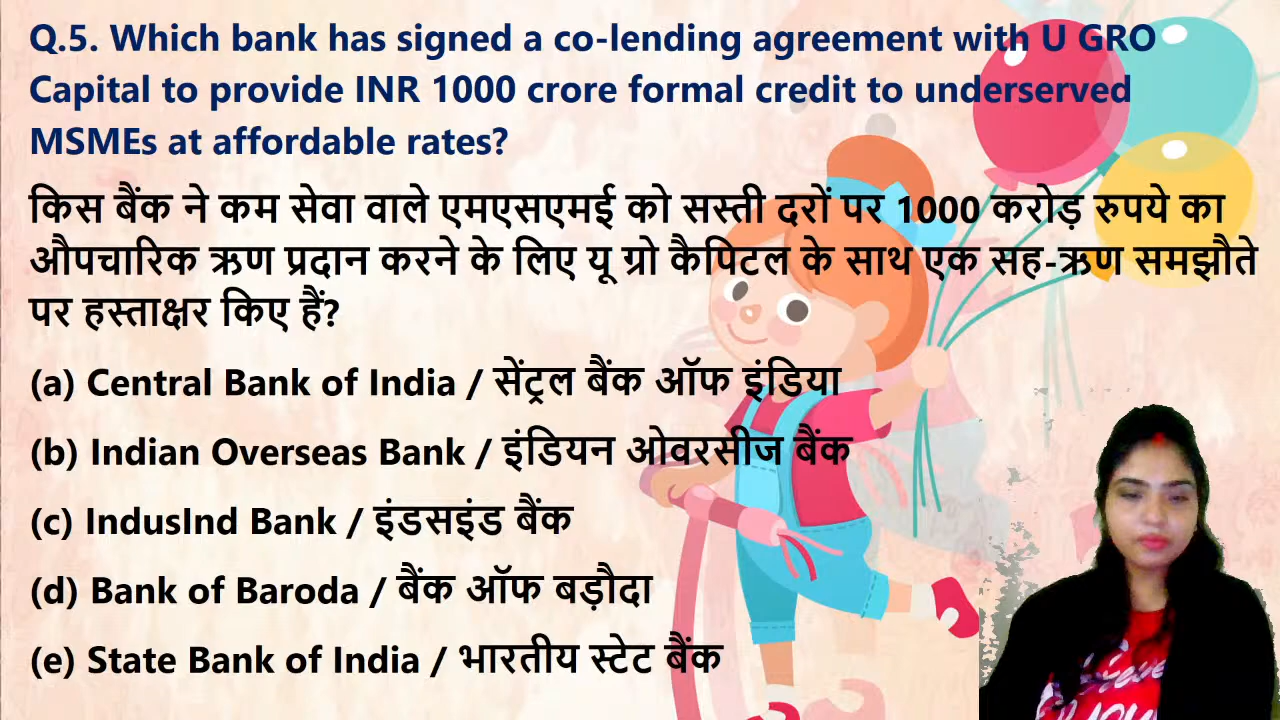 Q.5. Which bank has signed a co-lending agreement with U GRO
Capital to provide INR 1000 crore formal credit to underserved
MSMEs at affordable rates?
किस बैंक ने कम सेवा वाले एमएसएमई को सस्ती दरों पर 1000 करोड़ रुपये का
औपचारिक ऋण प्रदान करने के लिए यू ग्रो कैपिटल के साथ एक सह-ऋण समझौते
पर हस्ताक्षर किए हैं?
(a) Central Bank of India / सेंट्रल बैंक ऑफ इंडिया
(b) Indian Overseas Bank / इंडियन ओवरसीज बैंक
(c) IndusInd Bank / इंडसइंड बैंक
(d) Bank of Baroda / बैंक ऑफ बड़ौदा
(e) State Bank of India / भारतीय स्टेट बैंक